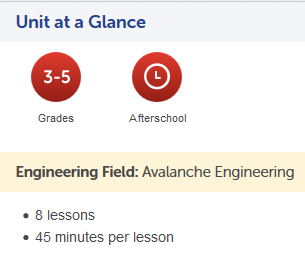 Unit at a Glance
3-5
Grades
Afterschool
Engineering Field: Avalanche Engineering
8 lessons
45 minutes per lesson